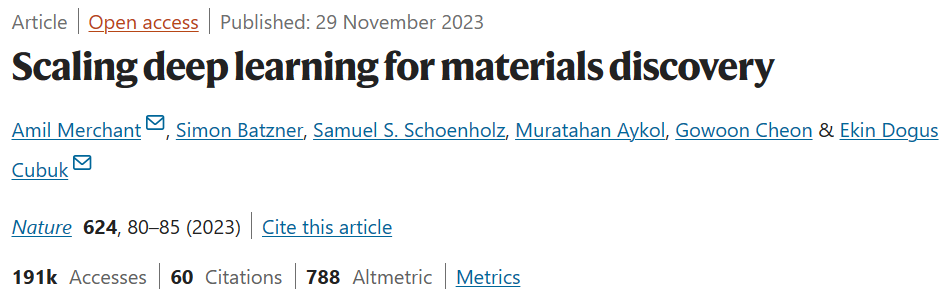 Article | Open access | Published: 29 November 2023
Scaling deep learning for materials discovery
Amil Merchant, Simon Batzner, Samuel S. Schoenholz, Muratahan Aykol, Gowoon Cheon & Ekin Dogus
Cubuk
Nature 624, 80–85 (2023) | Cite this article
191k Accesses | 60 Citations | 788 Altmetric | Metrics